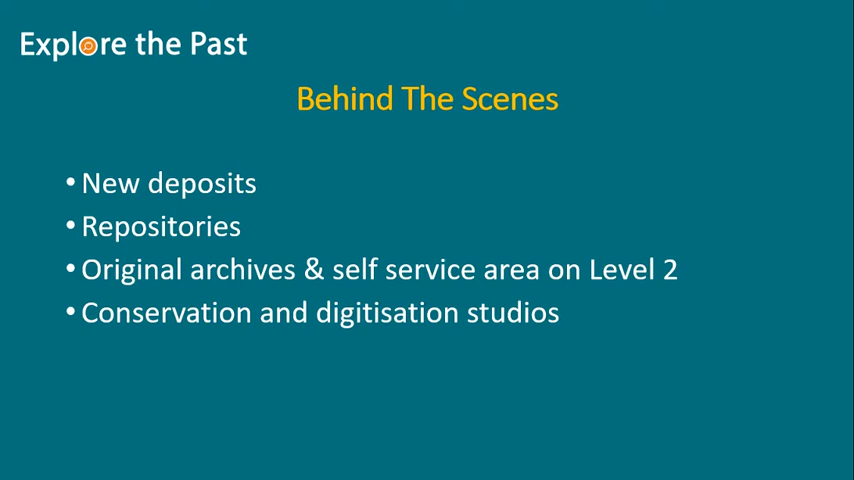 Explore the Past
Behind The Scenes
• New deposits
• Repositories
• Original archives & self service area on Level 2
• Conservation and digitisation studios